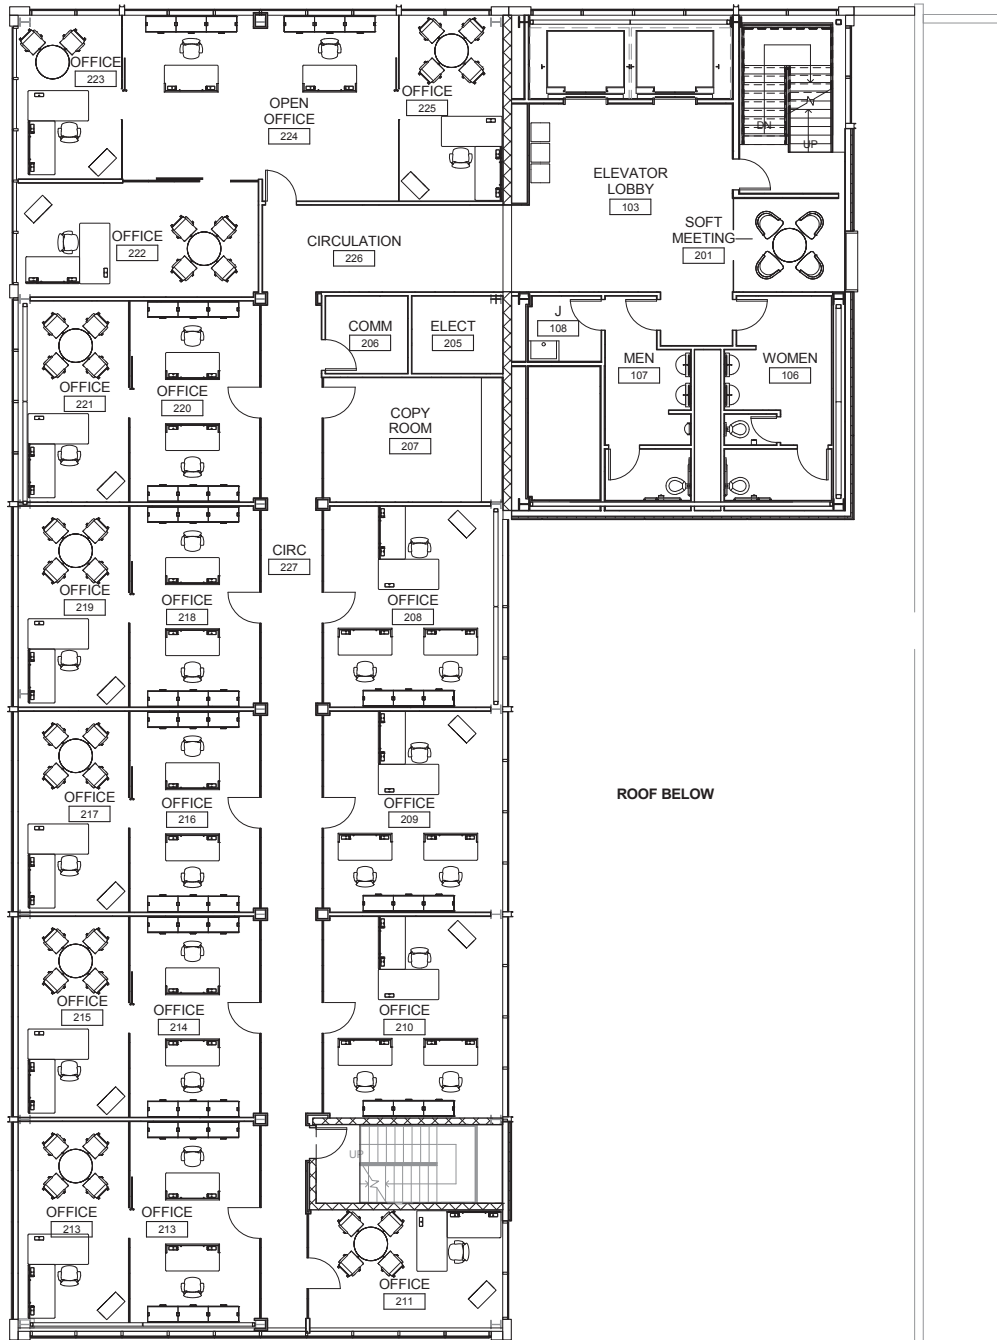 OFFICE
223
OPEN
OFFICE
224
OFFICE
225
DN
UP
ELEVATOR
LOBBY
103
SOFT
MEETING
201
OFFICE
222
CIRCULATION
226
COMM
206
ELECT
205
J
108
MEN
107
WOMEN
106
OFFICE
221
OFFICE
220
COPY
ROOM
207
CIRC
227
OFFICE
219
OFFICE
218
OFFICE
208
OFFICE
217
OFFICE
216
OFFICE
209
ROOF BELOW
OFFICE
215
OFFICE
214
OFFICE
210
UP
OFFICE
213
OFFICE
213
OFFICE
211